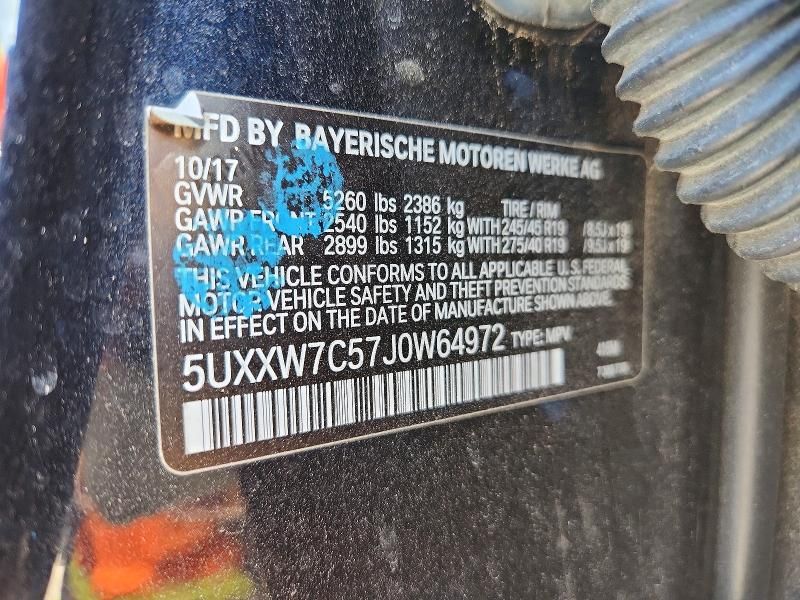 MFD BY BAYERISCHE MOTOREN WERKE AG
10/17
GVWR 5260 lbs 2386 kg TIRE / RIM
GAWR FRONT 2540 lbs 1152 kg WITH 245/45 R19 / 8.5J x 19
GAWR REAR 2899 lbs 1315 kg WITH 275/40 R19 / 9.5J x 19
THIS VEHICLE CONFORMS TO ALL APPLICABLE U. S. FEDERAL
MOTOR VEHICLE SAFETY AND THEFT PREVENTION STANDARDS
IN EFFECT ON THE DATE OF MANUFACTURE SHOWN ABOVE.
5UXXW7C57J0W64972 TYPE: MPV